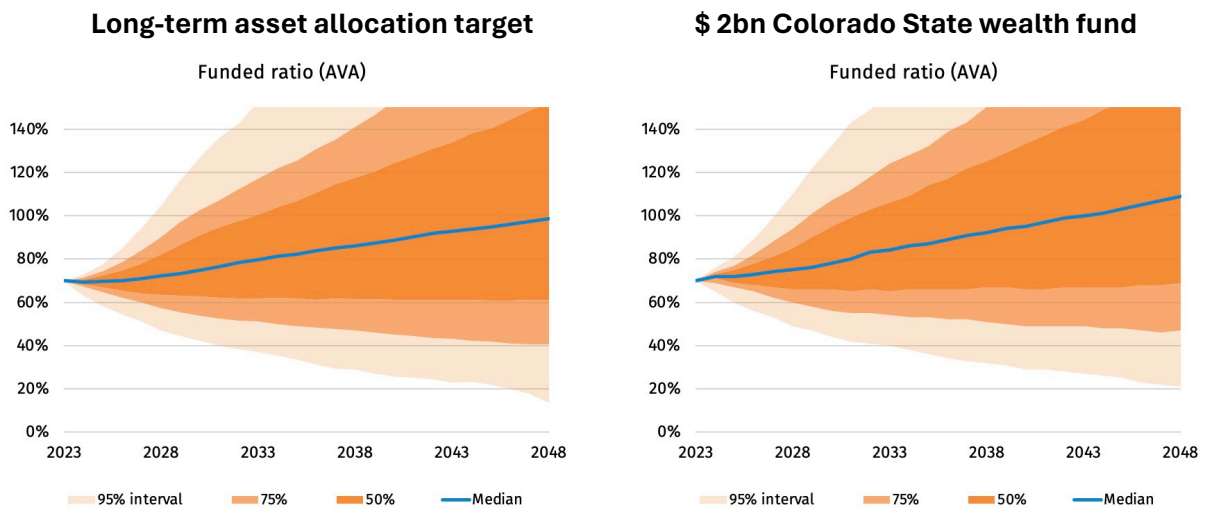 Long-term asset allocation target
Funded ratio (AVA)
140%
120%
100%
80%
60%
40%
20%
0%
2023 2028 2033 2038 2043 2048
95% interval 75% 50% Median
$ 2bn Colorado State wealth fund
Funded ratio (AVA)
140%
120%
100%
80%
60%
40%
20%
0%
2023 2028 2033 2038 2043 2048
95% interval 75% 50% Median